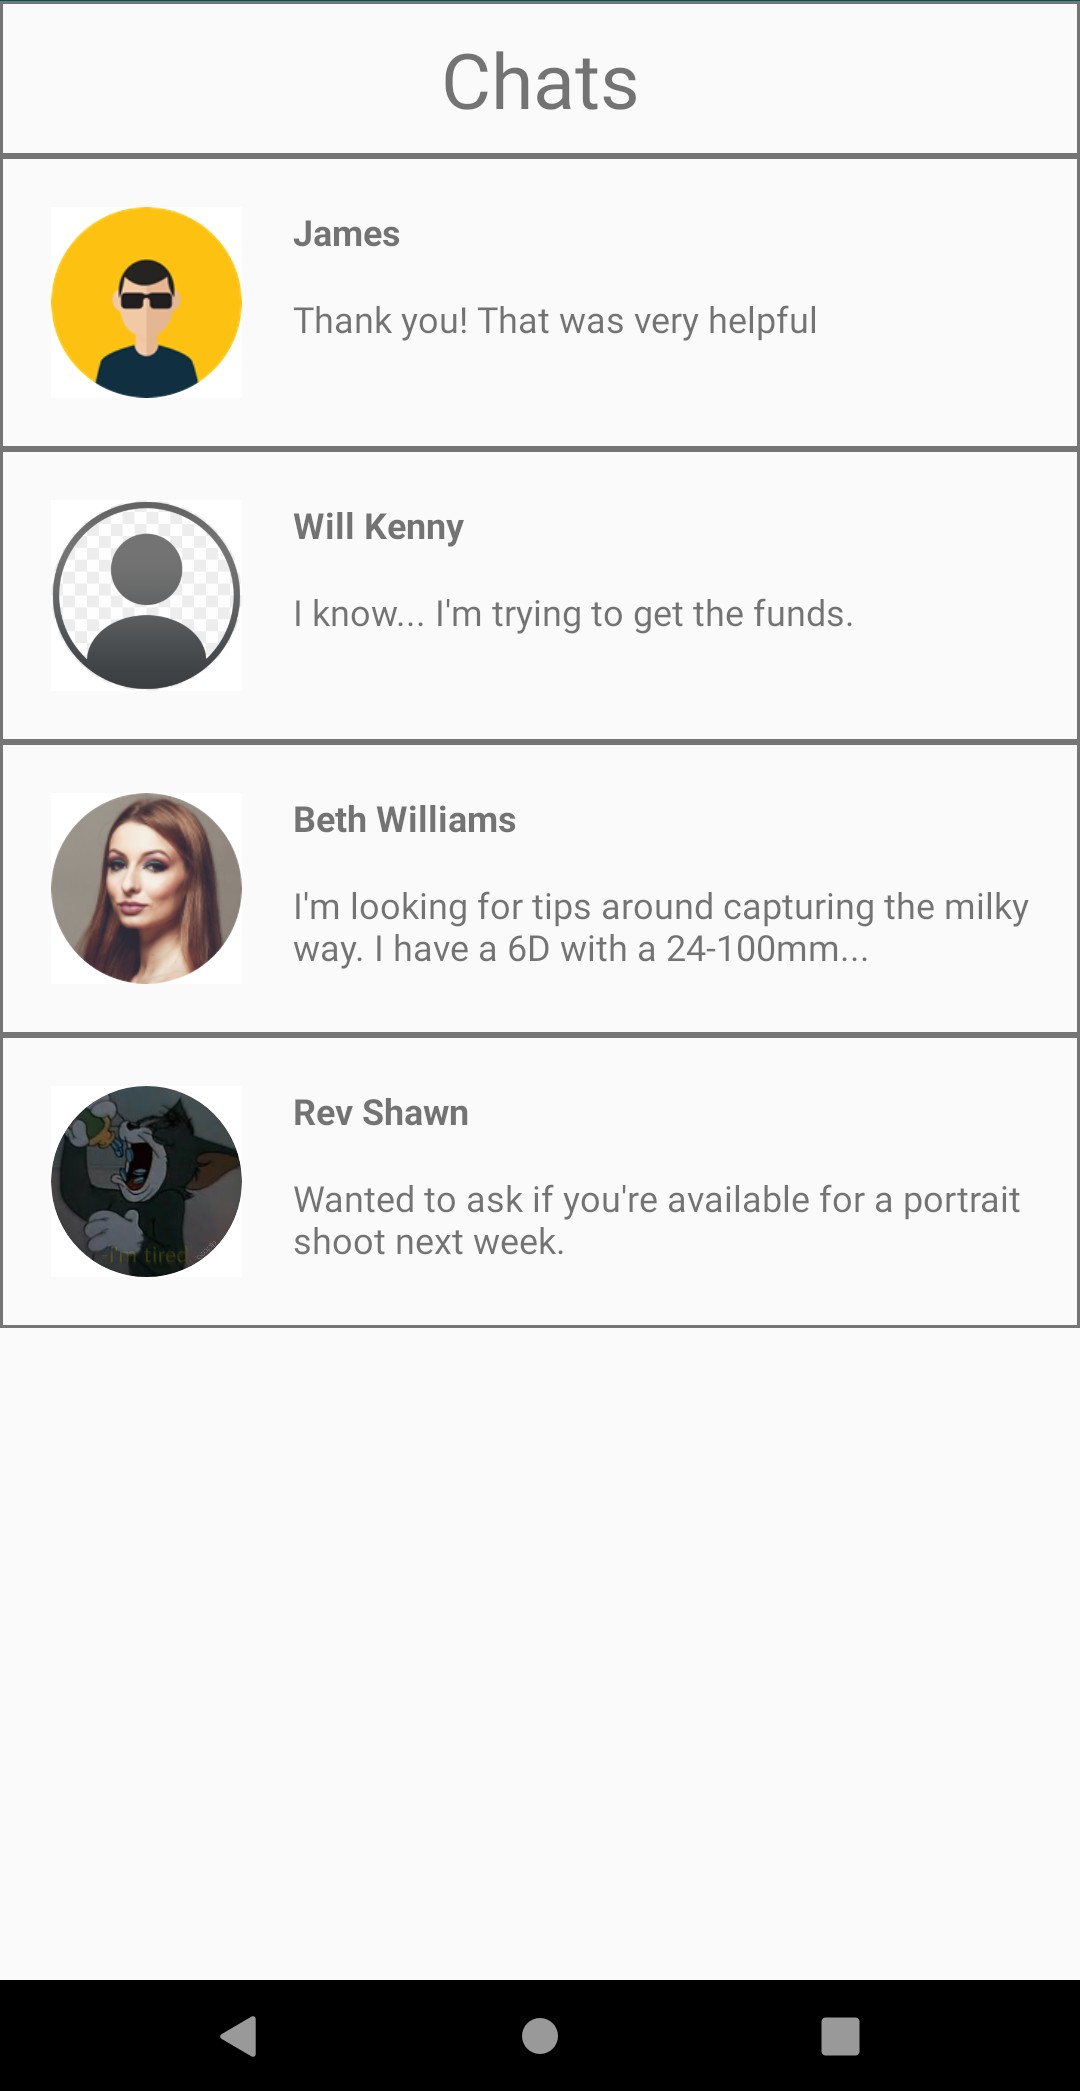 Chats
James
Thank you! That was very helpful
Will Kenny
I know... I'm trying to get the funds.
Beth Williams
I'm looking for tips around capturing the milky
way. I have a 6D with a 24-100mm...
Rev Shawn
Wanted to ask if you're available for a portrait
shoot next week.
-I'm tired